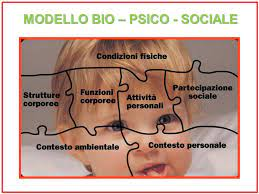 MODELLO BIO – PSICO - SOCIALE
Condizioni fisiche
Strutture
corporee
Funzioni
corporee
Attività
personali
Partecipazione
sociale
Contesto ambientale
Contesto personale